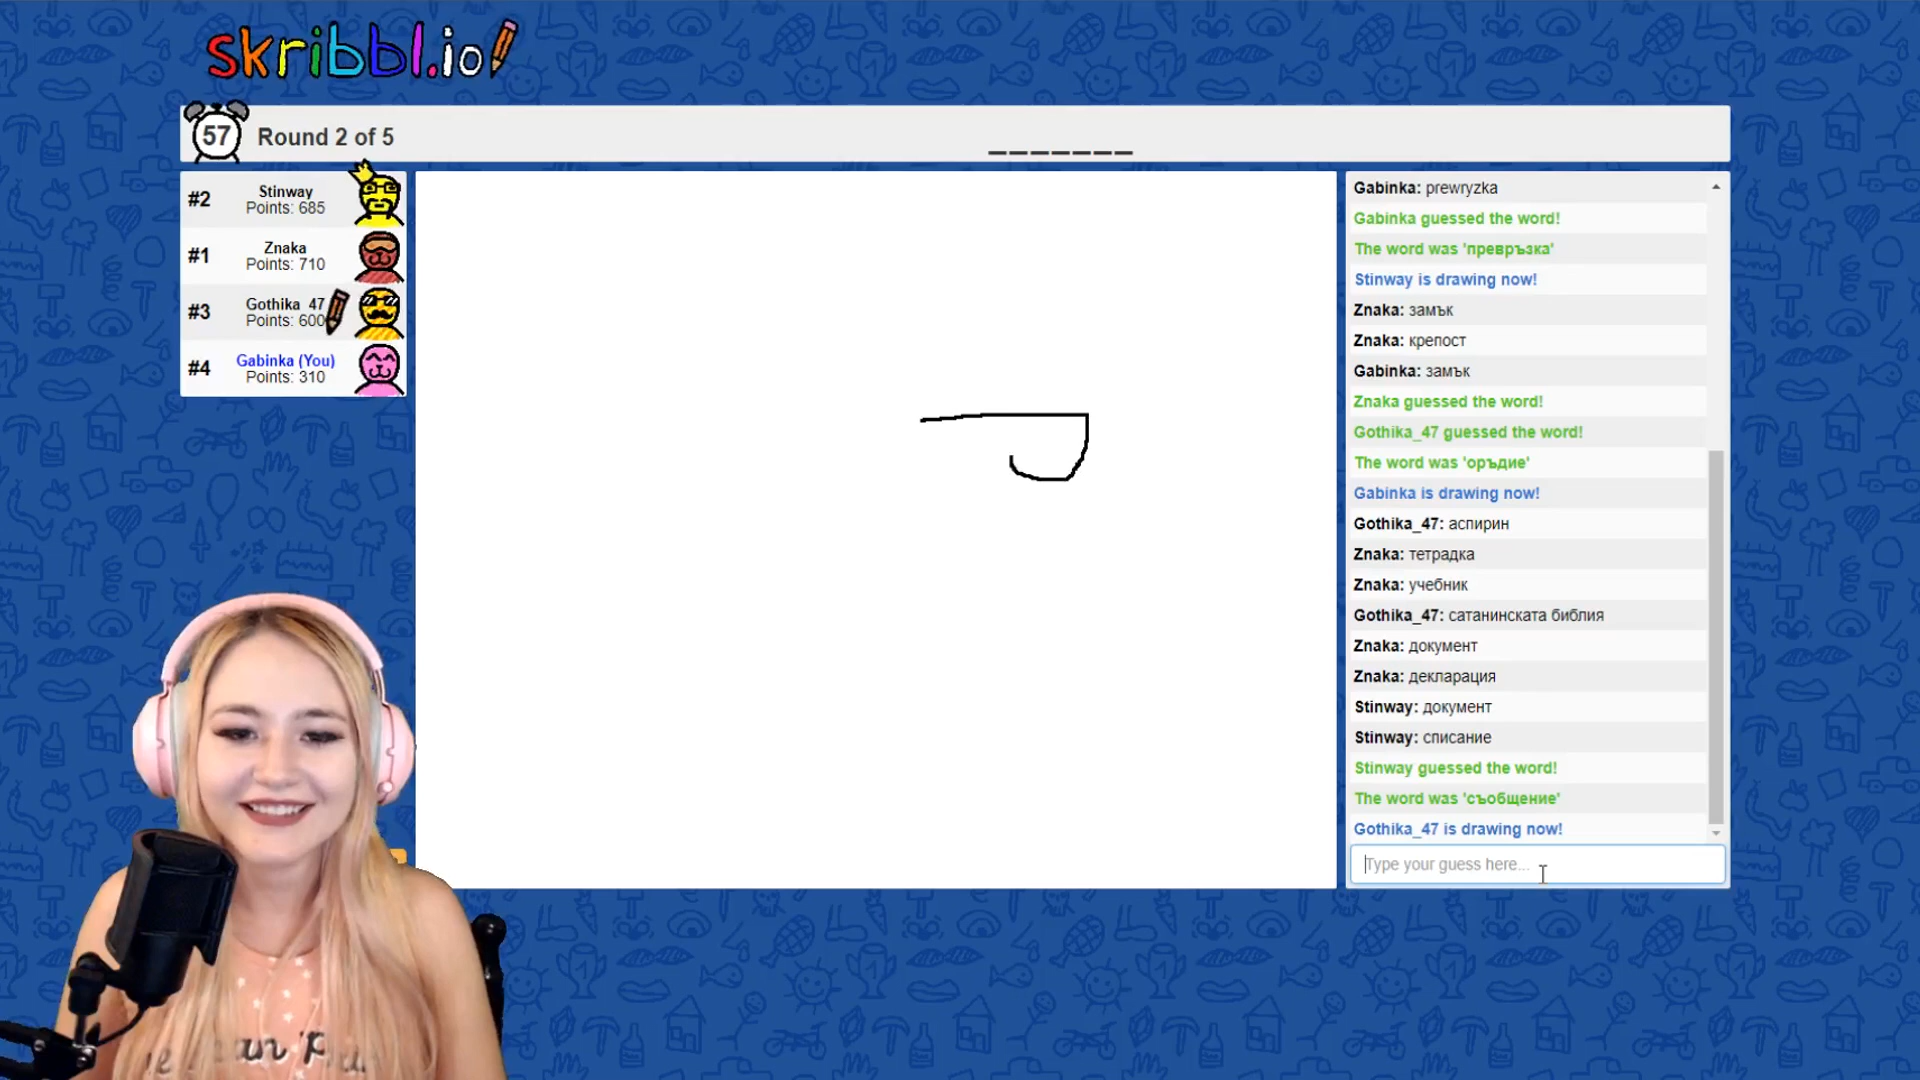 skribbl.io
57
Round 2 of 5
_______
#2
Stinway
Points: 685
#1
Znaka
Points: 710
#3
Gothika_47
Points: 600
#4
Gabinka (You)
Points: 310
Gabinka: prewryzka
Gabinka guessed the word!
The word was 'превръзка'
Stinway is drawing now!
Znaka: замък
Znaka: крепост
Gabinka: замък
Znaka guessed the word!
Gothika_47 guessed the word!
The word was 'оръдие'
Gabinka is drawing now!
Gothika_47: аспирин
Znaka: тетрадка
Znaka: учебник
Gothika_47: сатанинската библия
Znaka: документ
Znaka: декларация
Stinway: документ
Stinway: списание
Stinway guessed the word!
The word was 'съобщение'
Gothika_47 is drawing now!
Type your guess here...